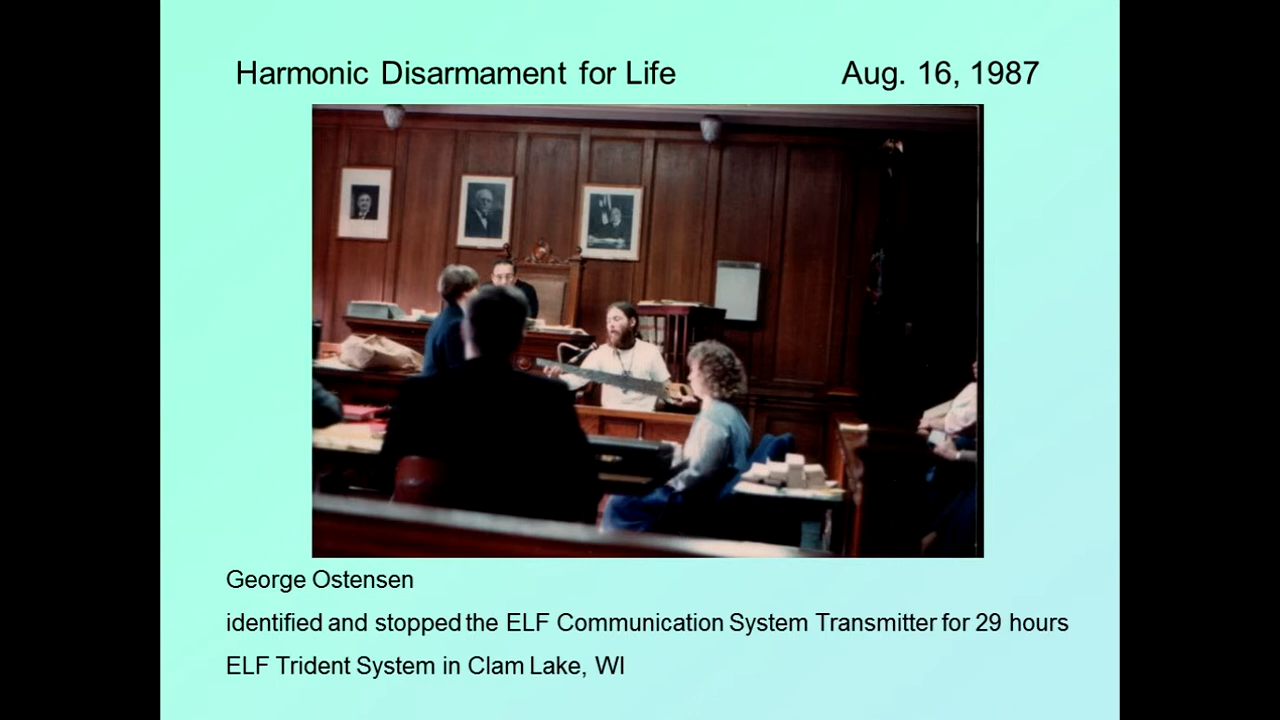 Harmonic Disarmament for Life Aug. 16, 1987
George Ostensen
identified and stopped the ELF Communication System Transmitter for 29 hours
ELF Trident System in Clam Lake, WI